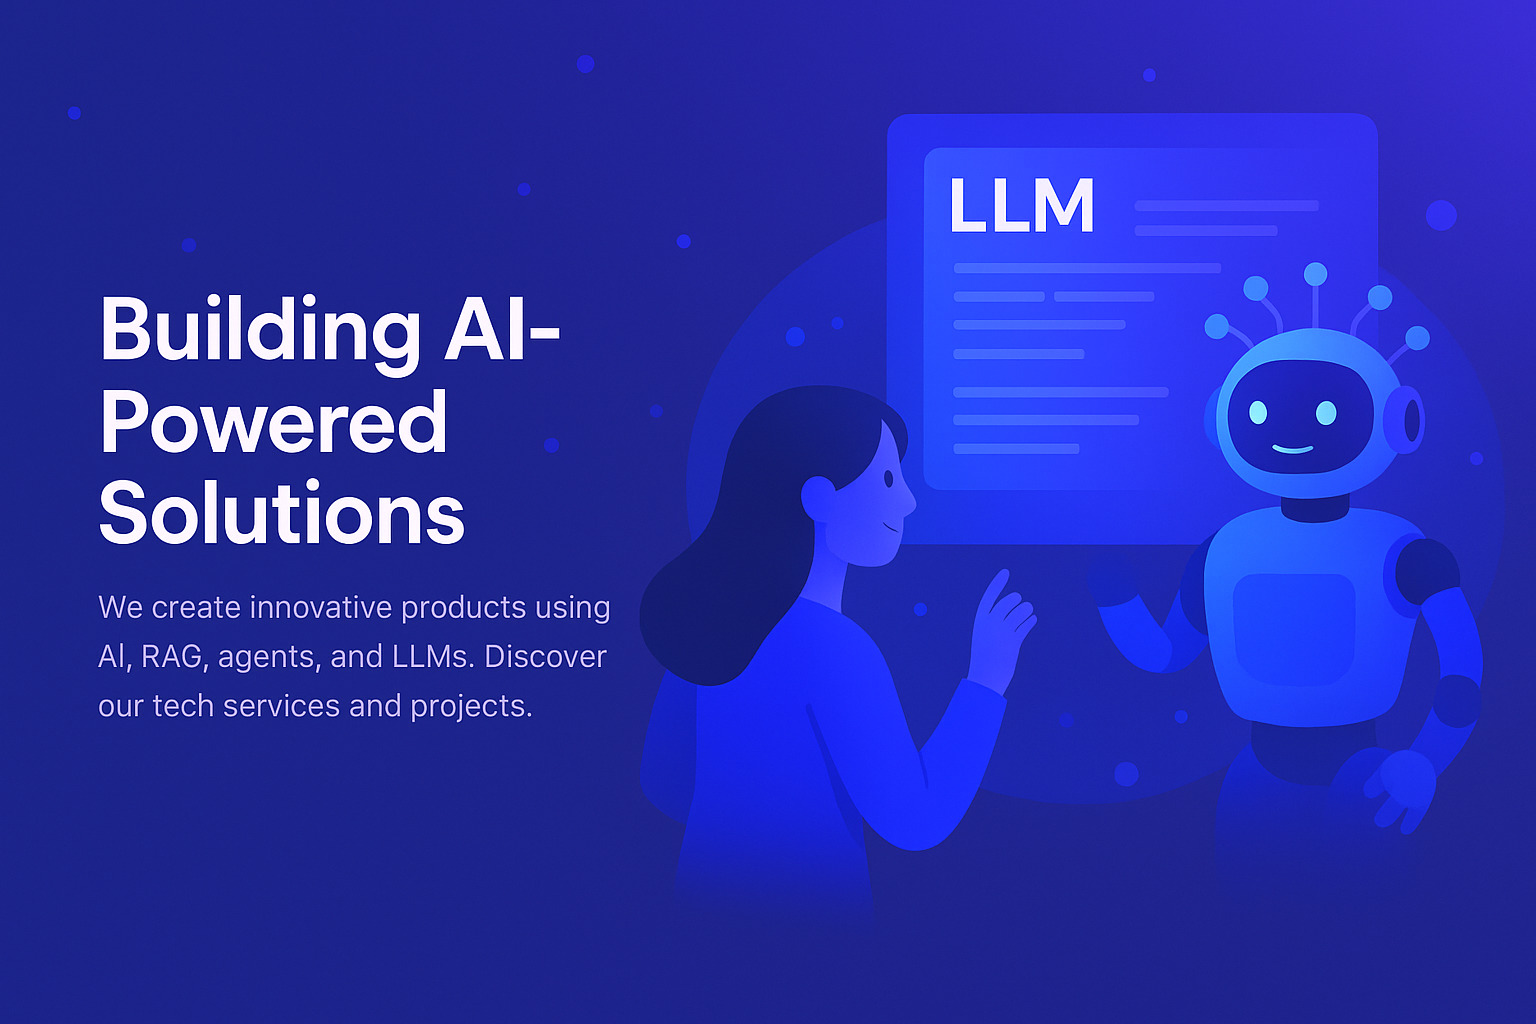 Building AI-
Powered
Solutions
We create innovative products using
AI, RAG, agents, and LLMs. Discover
our tech services and projects.
LLM